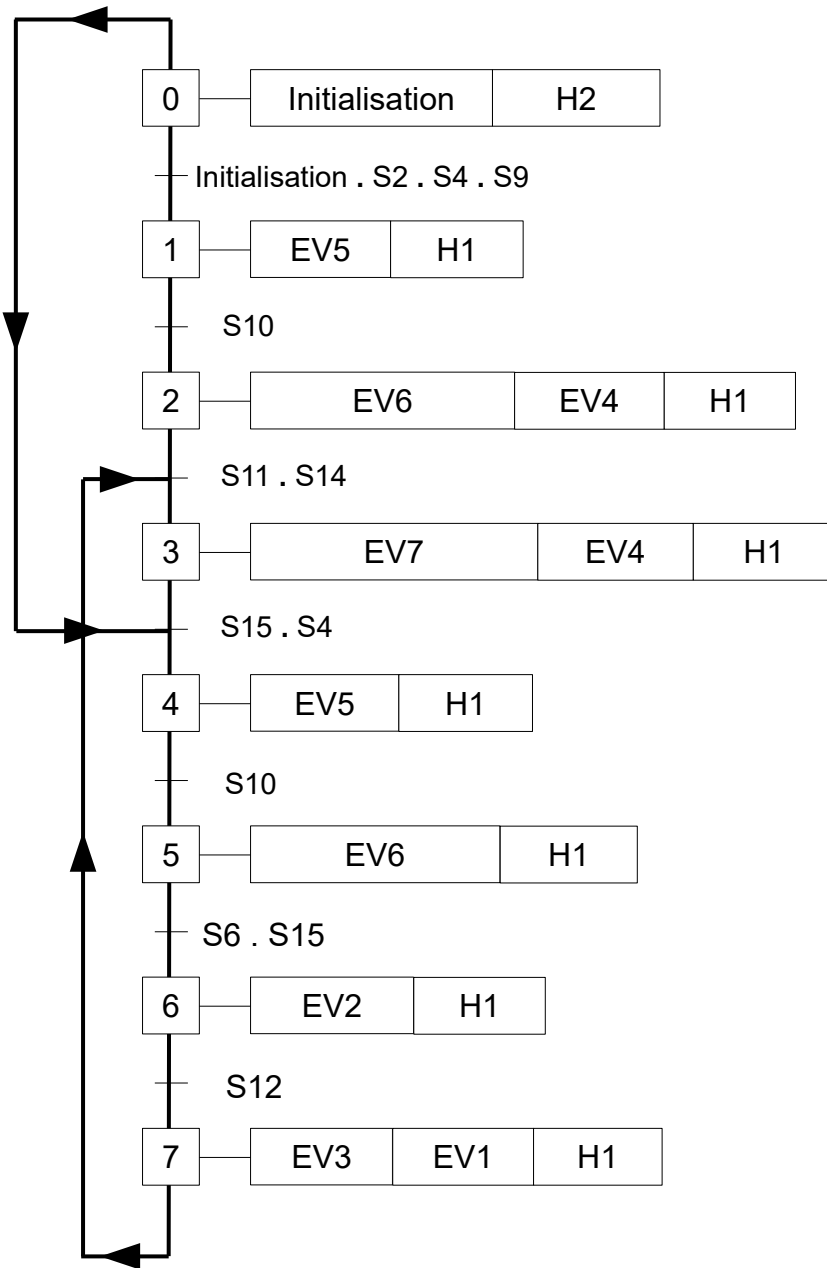 0 Initialisation H2
Initialisation . S2 . S4 . S9
1 EV5 H1
S10
2 EV6 EV4 H1
S11 . S14
3 EV7 EV4 H1
S15 . S4
4 EV5 H1
S10
5 EV6 H1
S6 . S15
6 EV2 H1
S12
7 EV3 EV1 H1